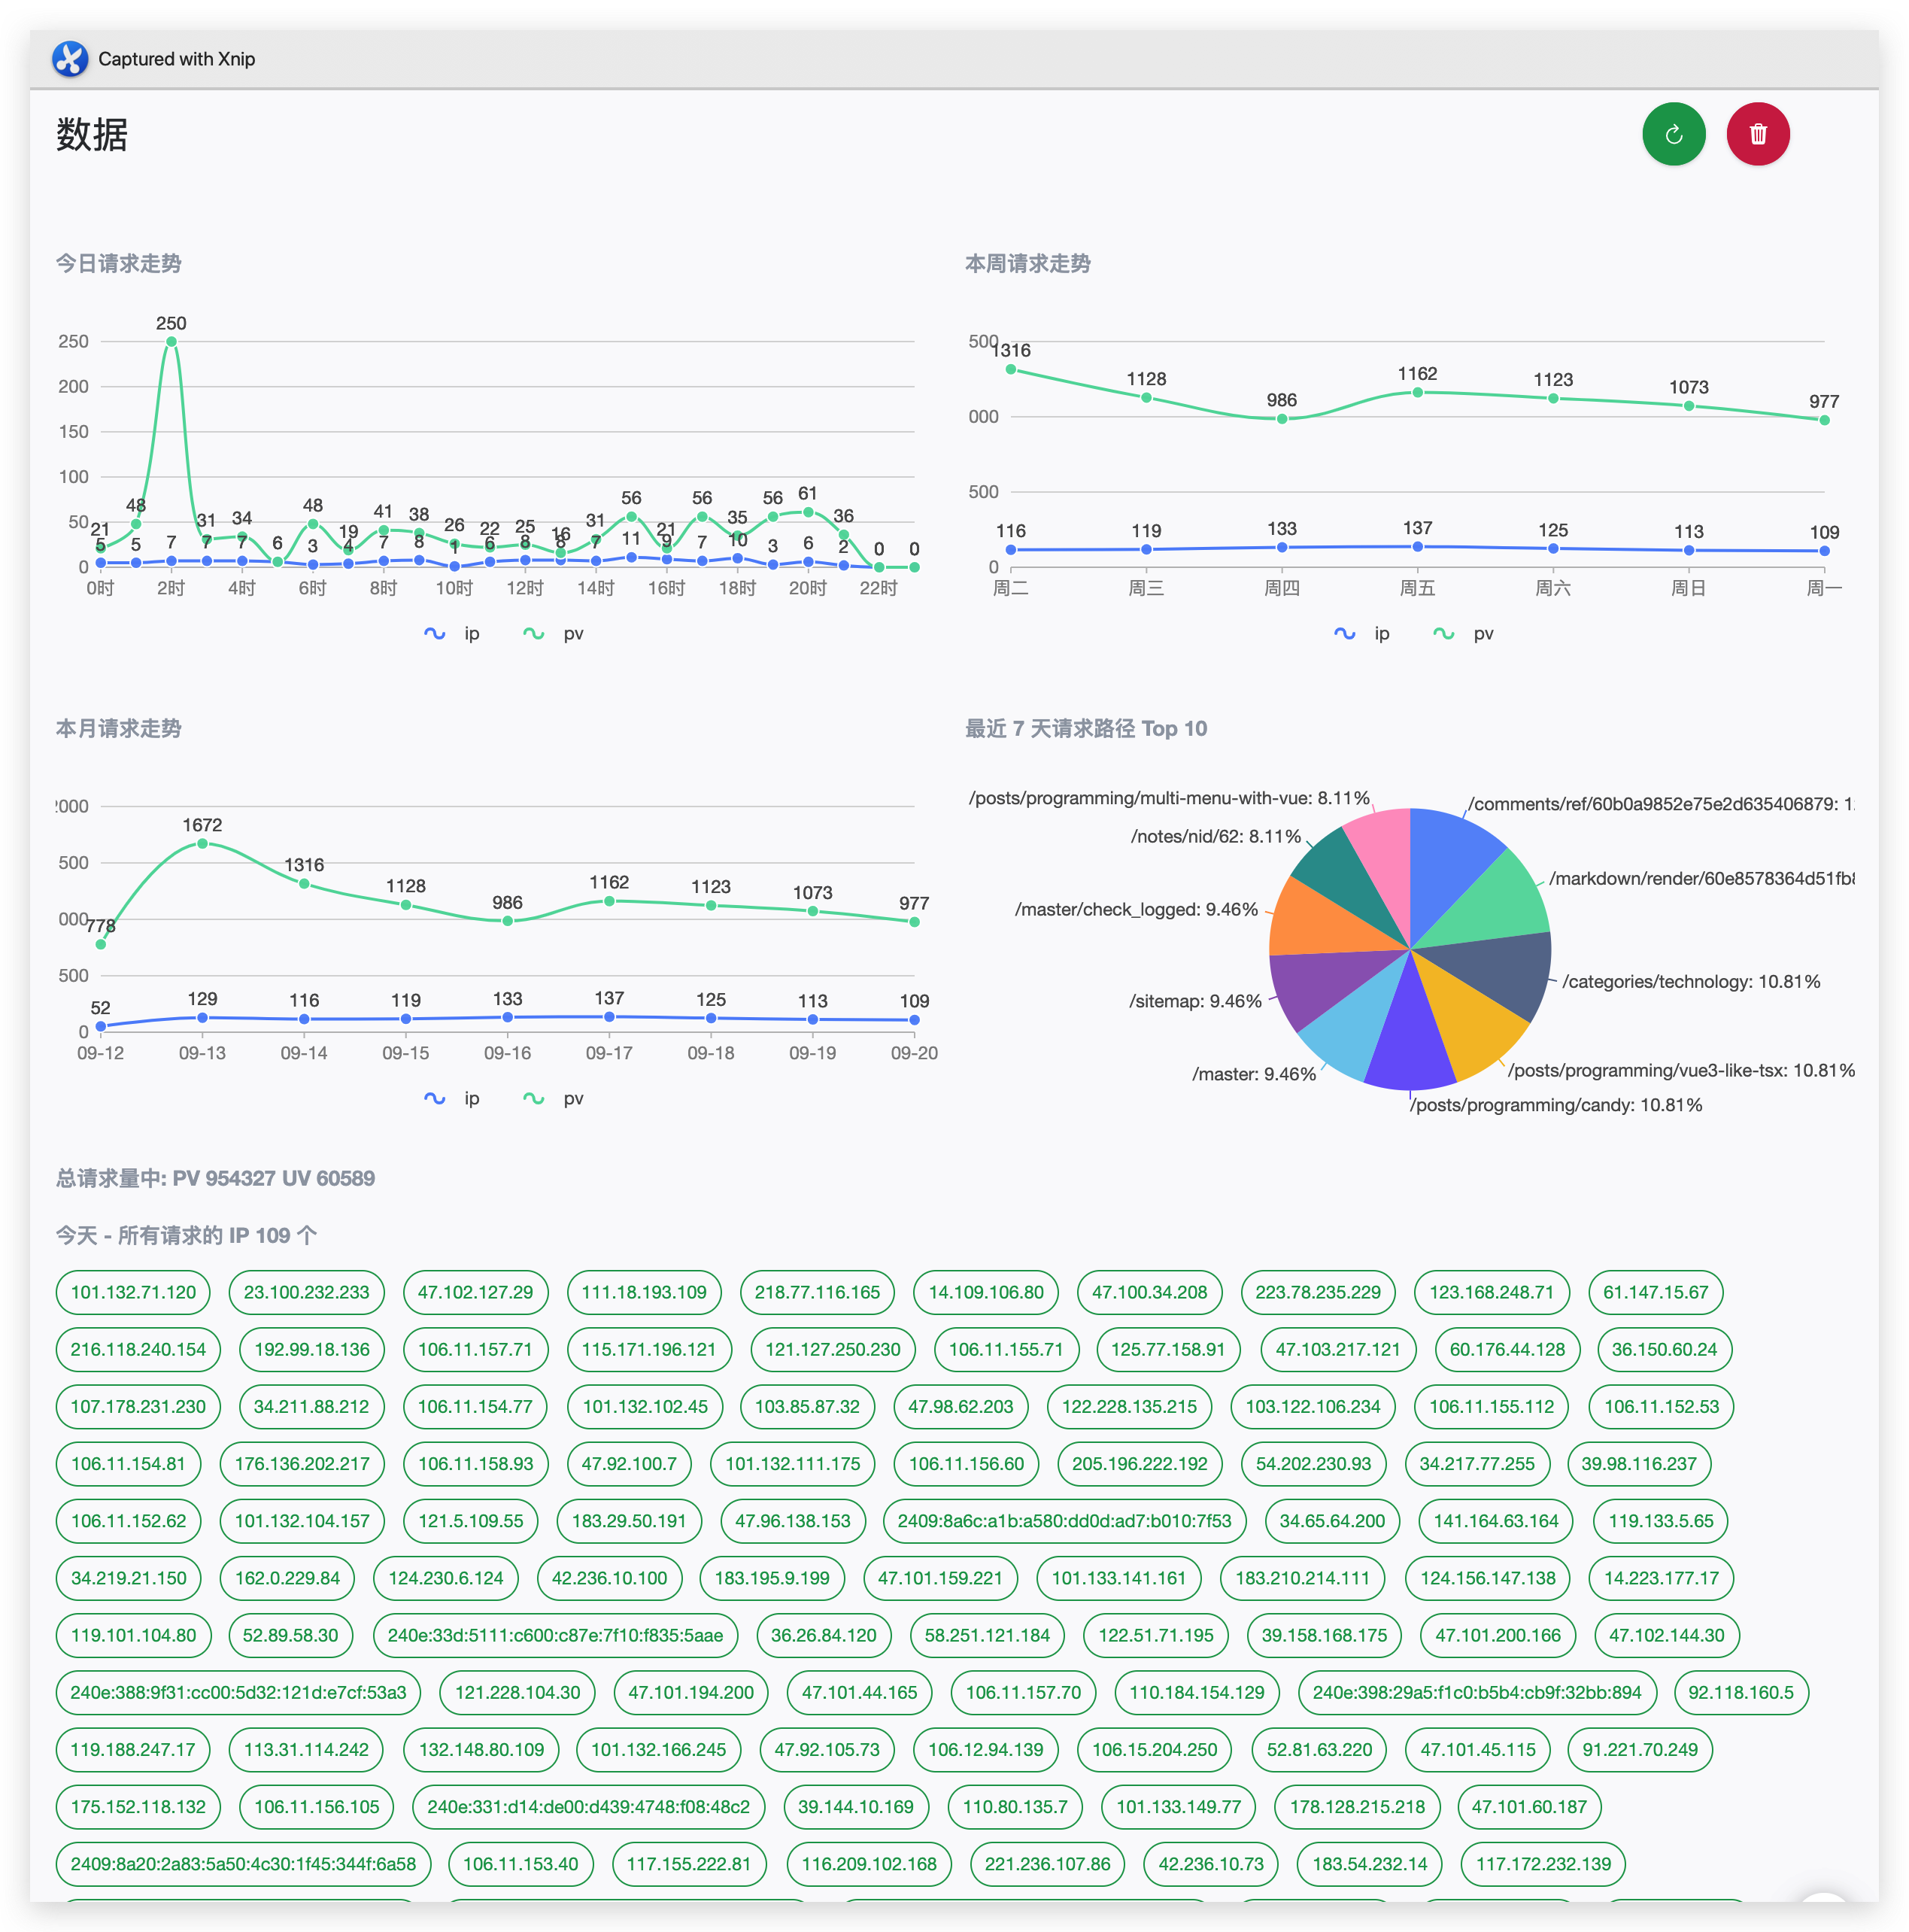 Captured with Xnip
数据
今日请求走势
250
250
200
150
100
50
0
21 48 31 34 6 48 19 41 38 26 22 25 16 31 56 21 56 35 56 61 36 0 0
5 5 7 7 7 3 4 7 8 1 6 8 8 7 11 9 7 10 3 6 2
0时 2时 4时 6时 8时 10时 12时 14时 16时 18时 20时 22时
ip pv
本周请求走势
500
000
500
0
1316 1128 986 1162 1123 1073 977
116 119 133 137 125 113 109
周二 周三 周四 周五 周六 周日 周一
ip pv
本月请求走势
2000
500
000
500
0
778 1672 1316 1128 986 1162 1123 1073 977
52 129 116 119 133 137 125 113 109
09-12 09-13 09-14 09-15 09-16 09-17 09-18 09-19 09-20
ip pv
最近 7 天请求路径 Top 10
/posts/programming/multi-menu-with-vue: 8.11%
/comments/ref/60b0a9852e75e2d635406879:
/notes/nid/62: 8.11%
/markdown/render/60e8578364d51fb
/master/check_logged: 9.46%
/categories/technology: 10.81%
/sitemap: 9.46%
/posts/programming/vue3-like-tsx: 10.81%
/master: 9.46%
/posts/programming/candy: 10.81%
总请求量中: PV 954327 UV 60589
今天 - 所有请求的 IP 109 个
101.132.71.120 23.100.232.233 47.102.127.29 111.18.193.109 218.77.116.165 14.109.106.80 47.100.34.208 223.78.235.229 123.168.248.71 61.147.15.67
216.118.240.154 192.99.18.136 106.11.157.71 115.171.196.121 121.127.250.230 106.11.155.71 125.77.158.91 47.103.217.121 60.176.44.128 36.150.60.24
107.178.231.230 34.211.88.212 106.11.154.77 101.132.102.45 103.85.87.32 47.98.62.203 122.228.135.215 103.122.106.234 106.11.155.112 106.11.152.53
106.11.154.81 176.136.202.217 106.11.158.93 47.92.100.7 101.132.111.175 106.11.156.60 205.196.222.192 54.202.230.93 34.217.77.255 39.98.116.237
106.11.152.62 101.132.104.157 121.5.109.55 183.29.50.191 47.96.138.153 2409:8a6c:a1b:a580:dd0d:ad7:b010:7f53 34.65.64.200 141.164.63.164 119.133.5.65
34.219.21.150 162.0.229.84 124.230.6.124 42.236.10.100 183.195.9.199 47.101.159.221 101.133.141.161 183.210.214.111 124.156.147.138 14.223.177.17
119.101.104.80 52.89.58.30 240e:33d:5111:c600:c87e:7f10:f835:5aae 36.26.84.120 58.251.121.184 122.51.71.195 39.158.168.175 47.101.200.166 47.102.144.30
240e:388:9f31:cc00:5d32:121d:e7cf:53a3 121.228.104.30 47.101.194.200 47.101.44.165 106.11.157.70 110.184.154.129 240e:398:29a5:f1c0:b5b4:cb9f:32bb:894 92.118.160.5
119.188.247.17 113.31.114.242 132.148.80.109 101.132.166.245 47.92.105.73 106.12.94.139 106.15.204.250 52.81.63.220 47.101.45.115 91.221.70.249
175.152.118.132 106.11.156.105 240e:331:d14:de00:d439:4748:f08:48c2 39.144.10.169 110.80.135.7 101.133.149.77 178.128.215.218 47.101.60.187
2409:8a20:2a83:5a50:4c30:1f45:344f:6a58 106.11.153.40 117.155.222.81 116.209.102.168 221.236.107.86 42.236.10.73 183.54.232.14 117.172.232.139